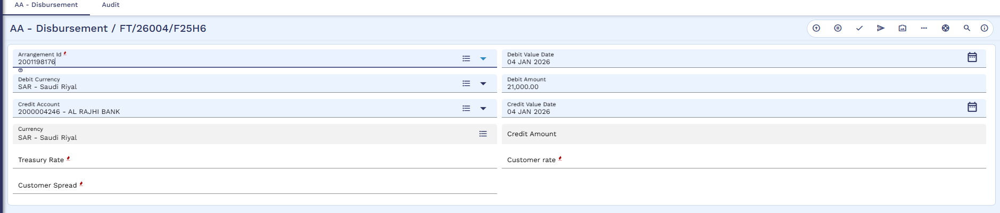 AA - Disbursement
Audit
AA - Disbursement / FT/26004/F25H6
Arrangement Id
2001198176
Debit Value Date
04 JAN 2026
Debit Currency
SAR - Saudi Riyal
Debit Amount
21,000.00
Credit Account
2000004246 - AL RAJHI BANK
Credit Value Date
04 JAN 2026
Currency
SAR - Saudi Riyal
Credit Amount
Treasury Rate
Customer rate
Customer Spread